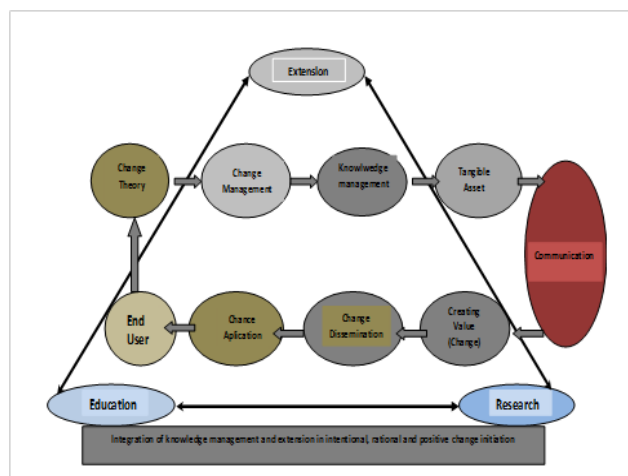 Extension
Change
Theory
Change
Management
Knowlwedge
management
Tangible
Asset
Communication
End
User
Chance
Aplication
Change
Dissemination
Creating
Value
(Change)
Education
Research
Integration of knowledge management and extension in intentional, rational and positive change initiation